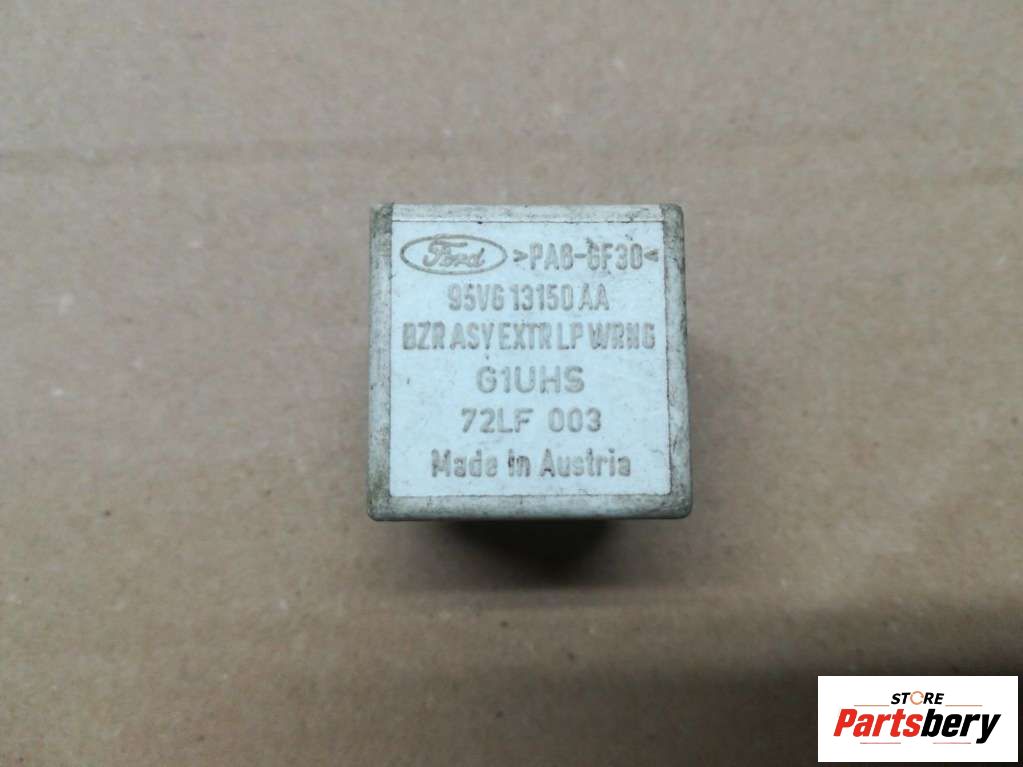 Ford >PA6-GF30<
95VG 13150 AA
BZR ASY EXTR LP WRNG
G1UHS
72LF 003
Made in Austria
STORE
Partsbery